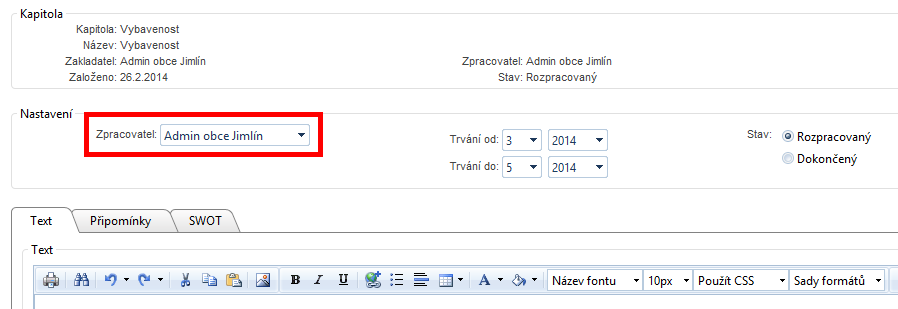 Kapitola
Kapitola: Vybavenost
Název: Vybavenost
Zakladatel: Admin obce Jimlín Zpracovatel: Admin obce Jimlín
Založeno: 26.2.2014 Stav: Rozpracovaný
Nastavení
Zpracovatel: Admin obce Jimlín Trvání od: 3 2014 Stav: Rozpracovaný
Trvání do: 5 2014 Dokončený
Text Připomínky SWOT
Text
B I U A Název fontu 10px Použít CSS Sady formátů